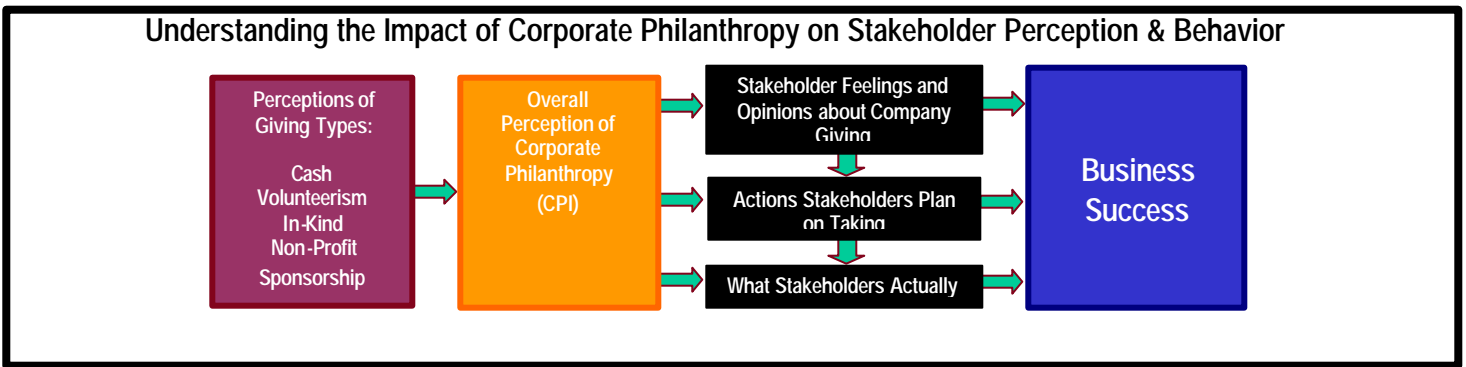 Understanding the Impact of Corporate Philanthropy on Stakeholder Perception & Behavior
Perceptions of
Giving Types:
Cash
Volunteerism
In-Kind
Non-Profit
Sponsorship
Overall
Perception of
Corporate
Philanthropy
(CPI)
Stakeholder Feelings and
Opinions about Company
Giving
Actions Stakeholders Plan
on Taking
What Stakeholders Actually
Business
Success